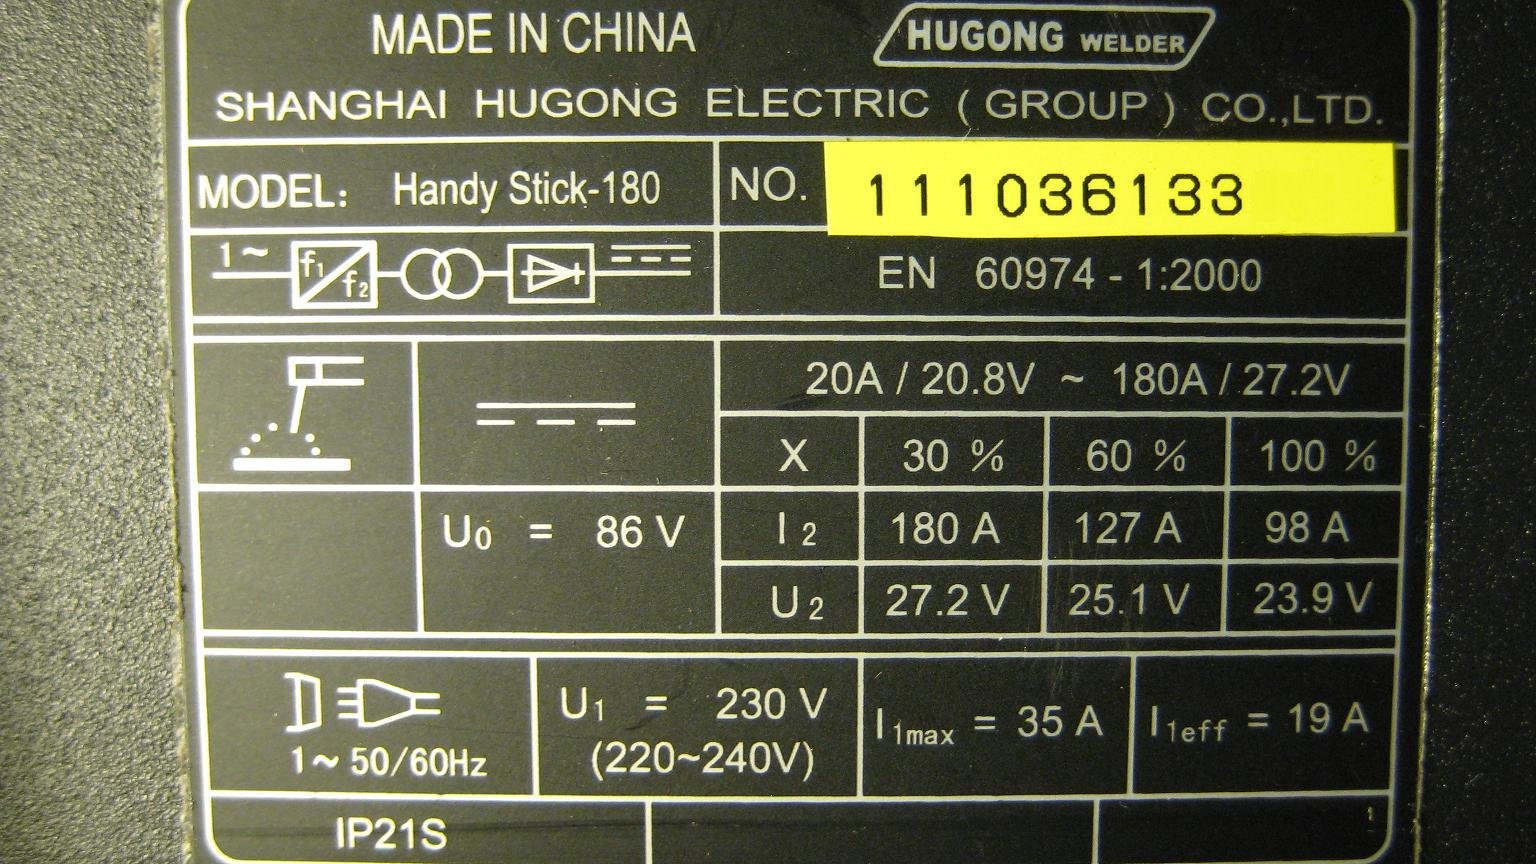 MADE IN CHINA
HUGONG WELDER
SHANGHAI HUGONG ELECTRIC (GROUP) CO.,LTD.
MODEL: Handy Stick-180
NO. 111036133
1~ f1 f2
EN 60974-1:2000
20A / 20.8V ~ 180A / 27.2V
X 30 % 60 % 100 %
U0 = 86 V
I2 180 A 127 A 98 A
U2 27.2 V 25.1 V 23.9 V
1~ 50/60Hz
U1 = 230 V
(220~240V)
I1max = 35 A
I1eff = 19 A
IP21S